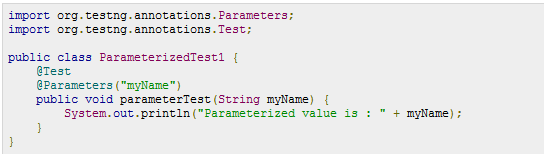 import org.testng.annotations.Parameters;
import org.testng.annotations.Test;
public class ParameterizedTest1 {
@Test
@Parameters("myName")
public void parameterTest(String myName) {
System.out.println("Parameterized value is : " + myName);
}
}